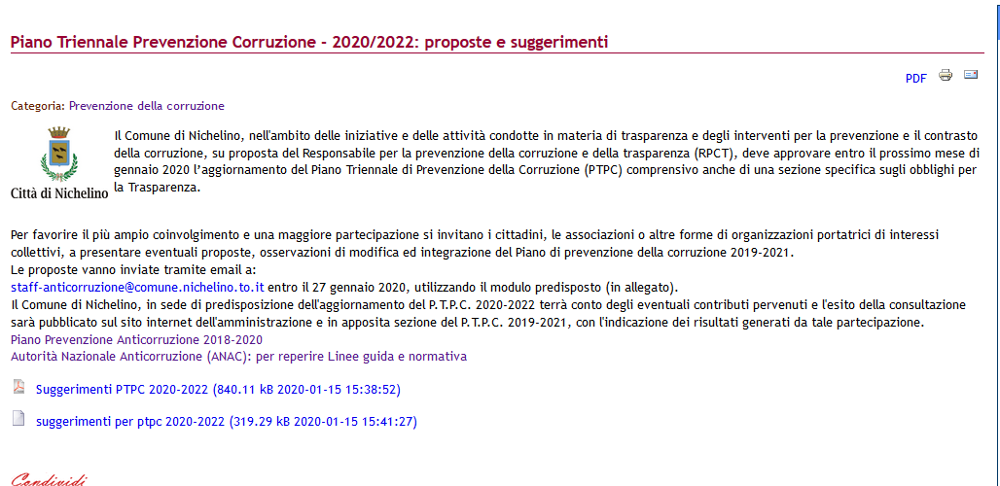 Piano Triennale Prevenzione Corruzione - 2020/2022: proposte e suggerimenti
PDF
Categoria: Prevenzione della corruzione
Città di Nichelino
Il Comune di Nichelino, nell'ambito delle iniziative e delle attività condotte in materia di trasparenza e degli interventi per la prevenzione e il contrasto
della corruzione, su proposta del Responsabile per la prevenzione della corruzione e della trasparenza (RPCT), deve approvare entro il prossimo mese di
gennaio 2020 l’aggiornamento del Piano Triennale di Prevenzione della Corruzione (PTPC) comprensivo anche di una sezione specifica sugli obblighi per
la Trasparenza.
Per favorire il più ampio coinvolgimento e una maggiore partecipazione si invitano i cittadini, le associazioni o altre forme di organizzazioni portatrici di interessi
collettivi, a presentare eventuali proposte, osservazioni di modifica ed integrazione del Piano di prevenzione della corruzione 2019-2021.
Le proposte vanno inviate tramite email a:
staff-anticorruzione@comune.nichelino.to.it entro il 27 gennaio 2020, utilizzando il modulo predisposto (in allegato).
Il Comune di Nichelino, in sede di predisposizione dell'aggiornamento del P.T.P.C. 2020-2022 terrà conto degli eventuali contributi pervenuti e l'esito della consultazione
sarà pubblicato sul sito internet dell'amministrazione e in apposita sezione del P.T.P.C. 2019-2021, con l'indicazione dei risultati generati da tale partecipazione.
Piano Prevenzione Anticorruzione 2018-2020
Autorità Nazionale Anticorruzione (ANAC): per reperire Linee guida e normativa
Suggerimenti PTPC 2020-2022 (840.11 kB 2020-01-15 15:38:52)
suggerimenti per ptpc 2020-2022 (319.29 kB 2020-01-15 15:41:27)
Condividi